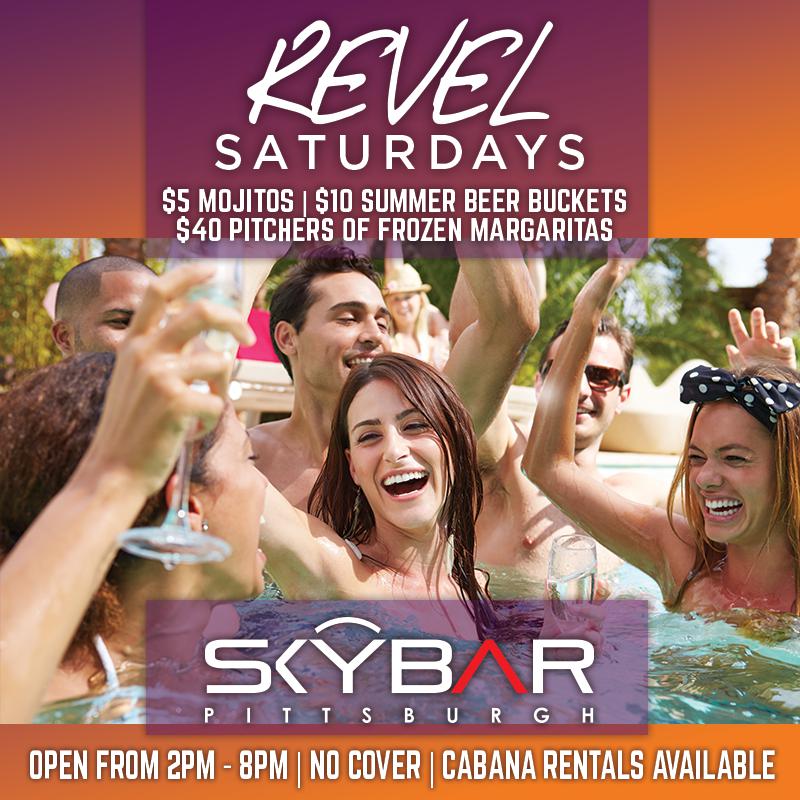 REVEL
SATURDAYS
$5 MOJITOS | $10 SUMMER BEER BUCKETS
$40 PITCHERS OF FROZEN MARGARITAS
SKYBAR
PITTSBURGH
OPEN FROM 2PM - 8PM | NO COVER | CABANA RENTALS AVAILABLE